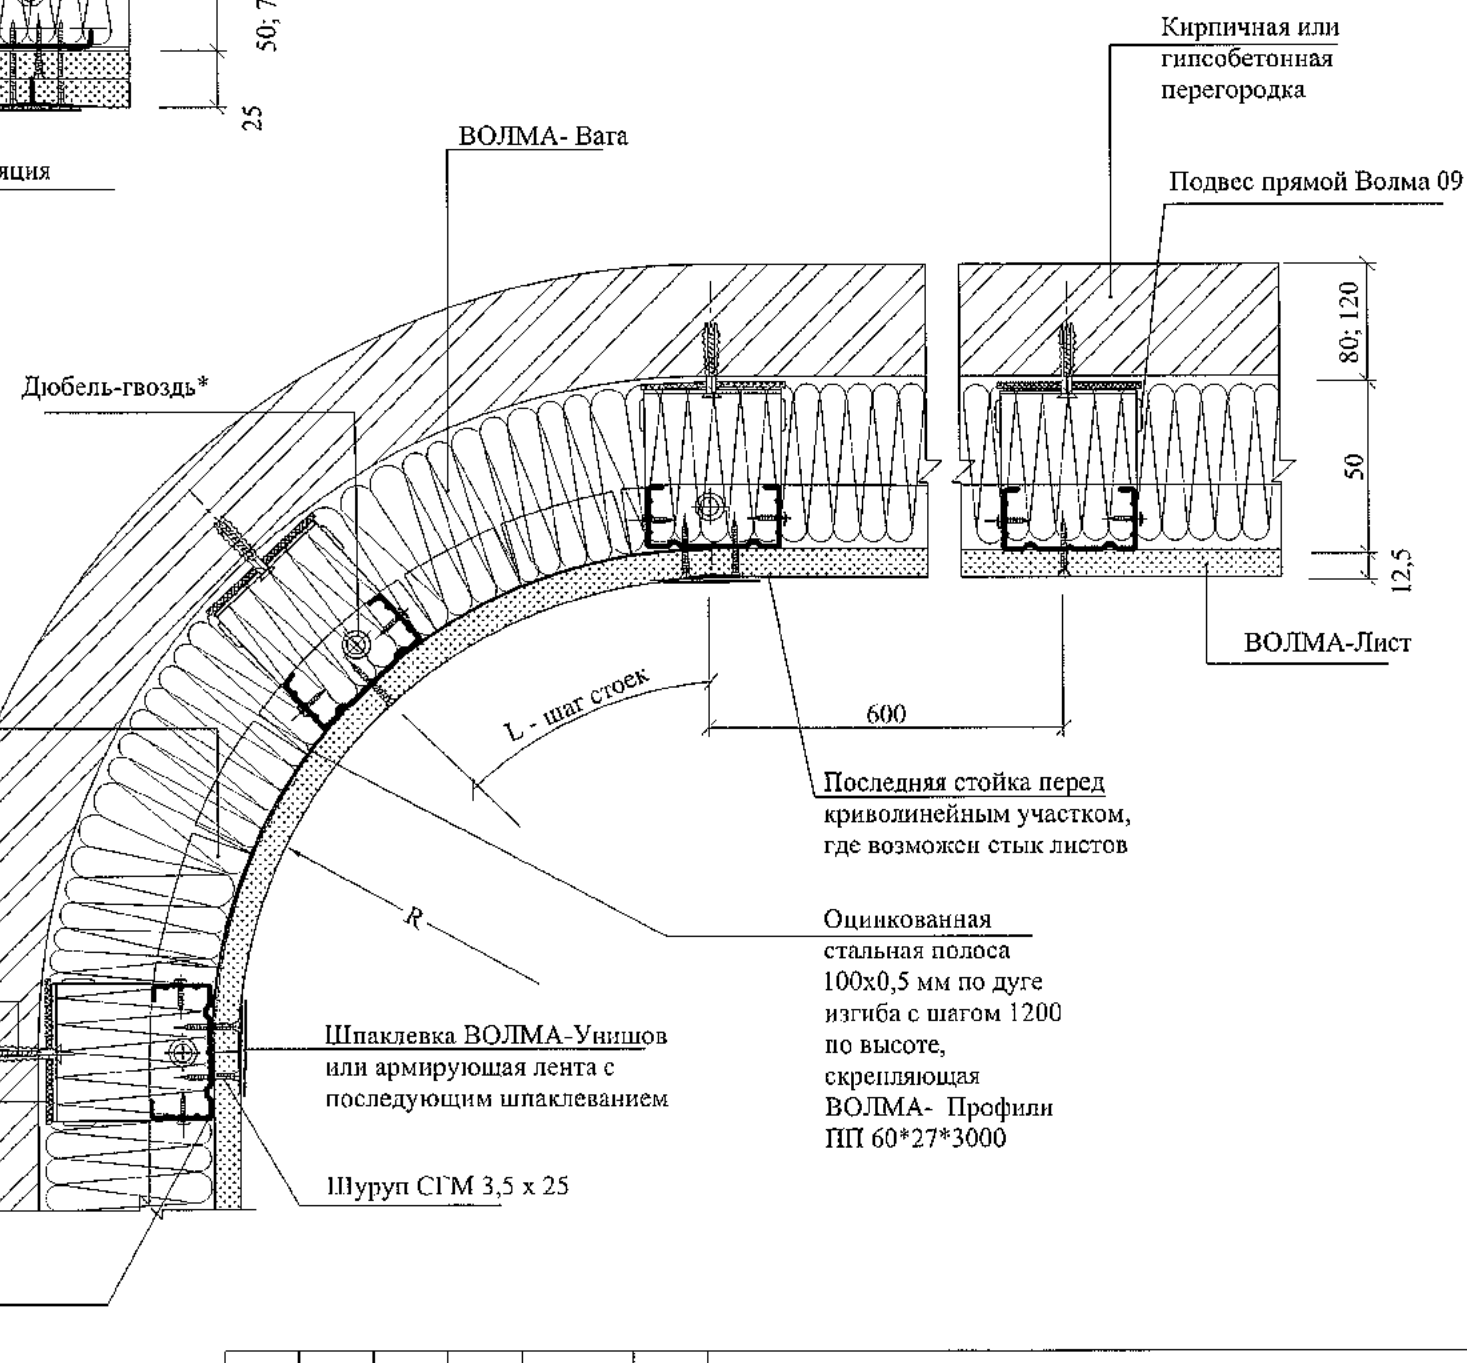 25
ВОЛМА- Вата
Кирпичная или
гипсобетонная
перегородка
Подвес прямой Волма 09
80; 120
50
12,5
Дюбель-гвоздь*
ВОЛМА-Лист
L - шаг стоек
600
Последняя стойка перед
криволинейным участком,
где возможен стык листов
R
Оцинкованная
стальная полоса
100х0,5 мм по дуге
изгиба с шагом 1200
по высоте,
скрепляющая
ВОЛМА- Профили
ПП 60*27*3000
Шпаклевка ВОЛМА-Унишов
или армирующая лента с
последующим шпаклеванием
Шуруп СГМ 3,5 х 25